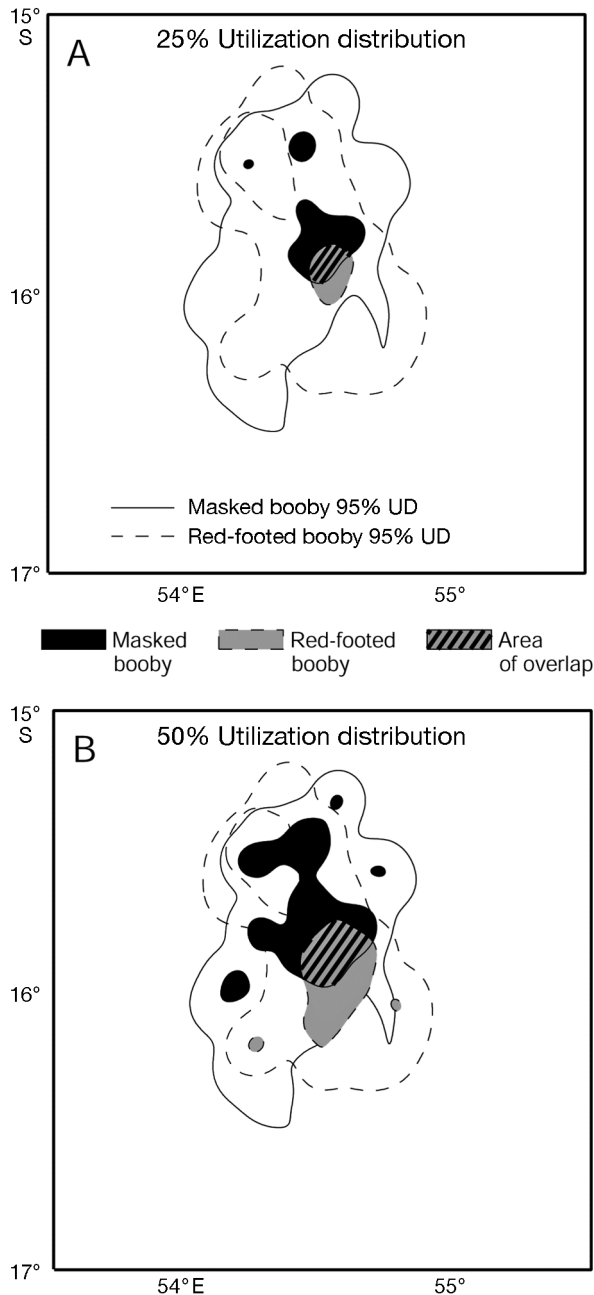 15°
S
A
25% Utilization distribution
16°
Masked booby 95% UD
Red-footed booby 95% UD
17°
54°E
55°
Masked
booby
Red-footed
booby
Area
of overlap
15°
S
B
50% Utilization distribution
16°
17°
54°E
55°